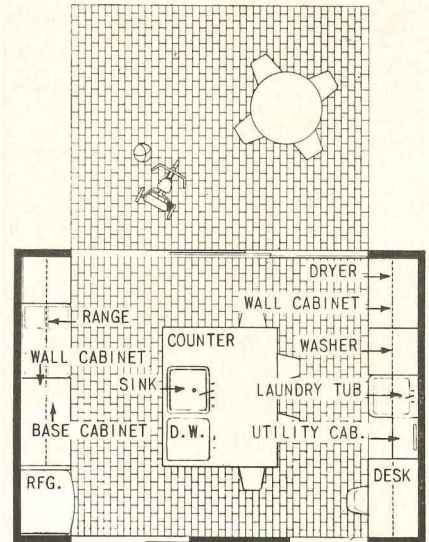 DRYER
WALL CABINET
RANGE
COUNTER
WASHER
WALL CABINET
SINK
LAUNDRY TUB
BASE CABINET
D.W.
UTILITY CAB.
RFG.
DESK